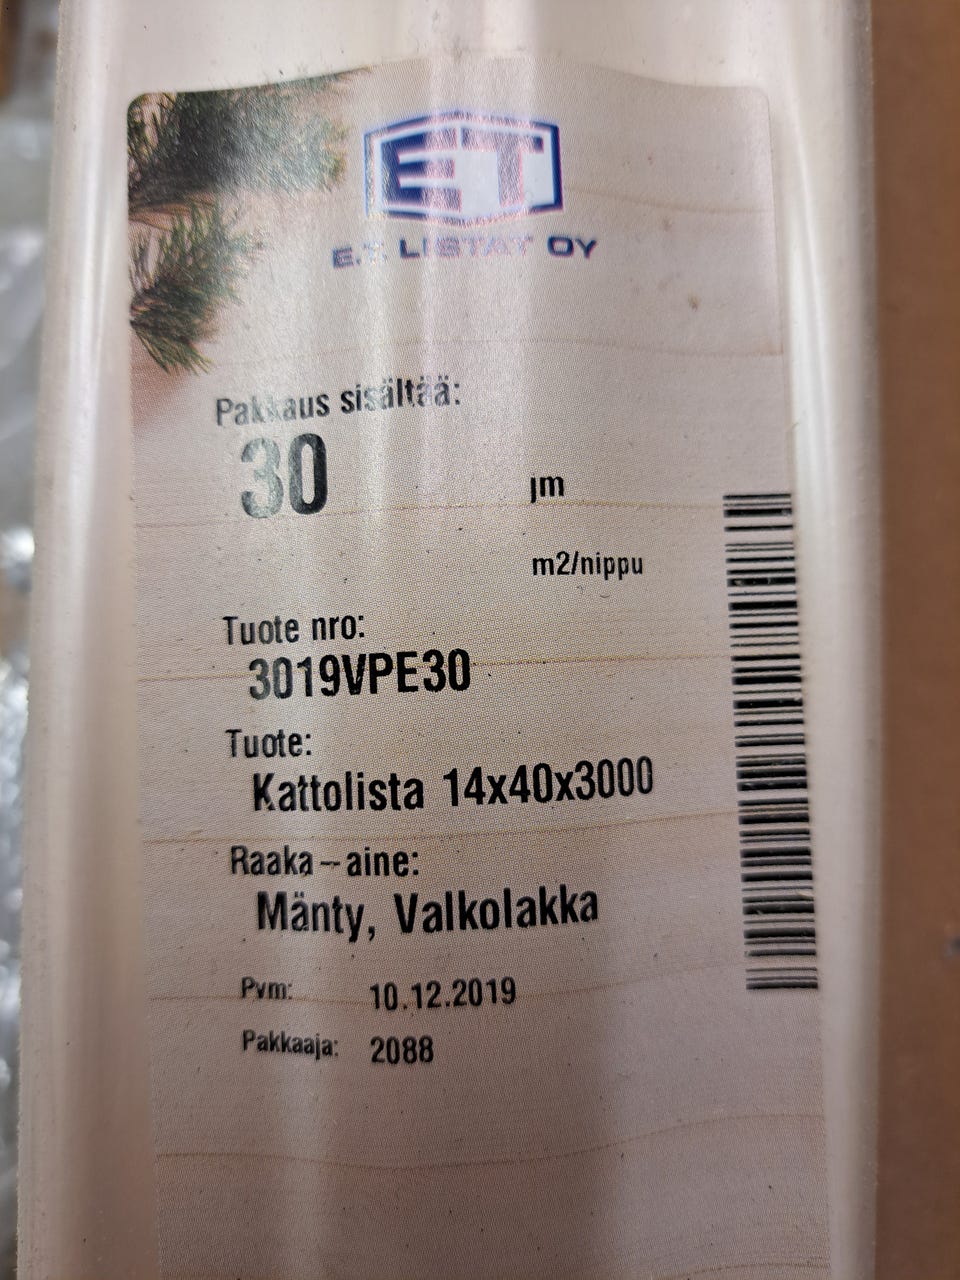 ET
E.T. LISTAT OY
Pakkaus sisältää:
30 jm
m2/nippu
Tuote nro:
3019VPE30
Tuote:
Kattolista 14x40x3000
Raaka-aine:
Mänty, Valkolakka
Pvm: 10.12.2019
Pakkaaja: 2088